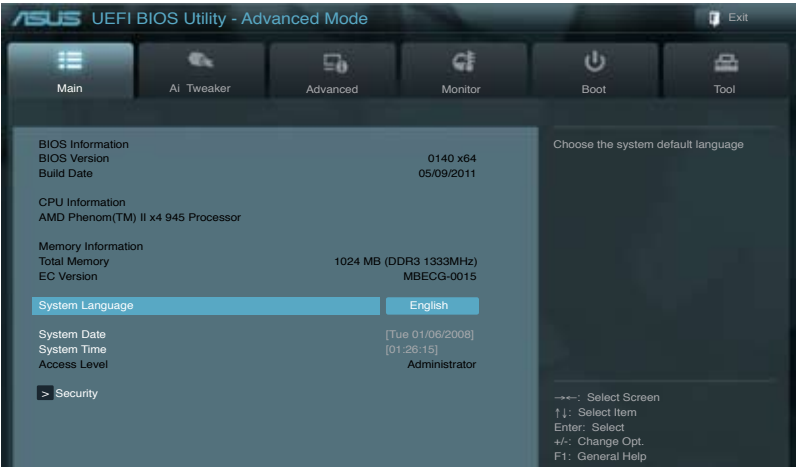 ASUS UEFI BIOS Utility - Advanced Mode
Exit
Main
Ai Tweaker
Advanced
Monitor
Boot
Tool
BIOS Information
BIOS Version 0140 x64
Build Date 05/09/2011
CPU Information
AMD Phenom(TM) II x4 945 Processor
Memory Information
Total Memory 1024 MB (DDR3 1333MHz)
EC Version MBECG-0015
System Language English
System Date [Tue 01/06/2008]
System Time [01:26:15]
Access Level Administrator
> Security
Choose the system default language
→←: Select Screen
↑↓: Select Item
Enter: Select
+/-: Change Opt.
F1: General Help